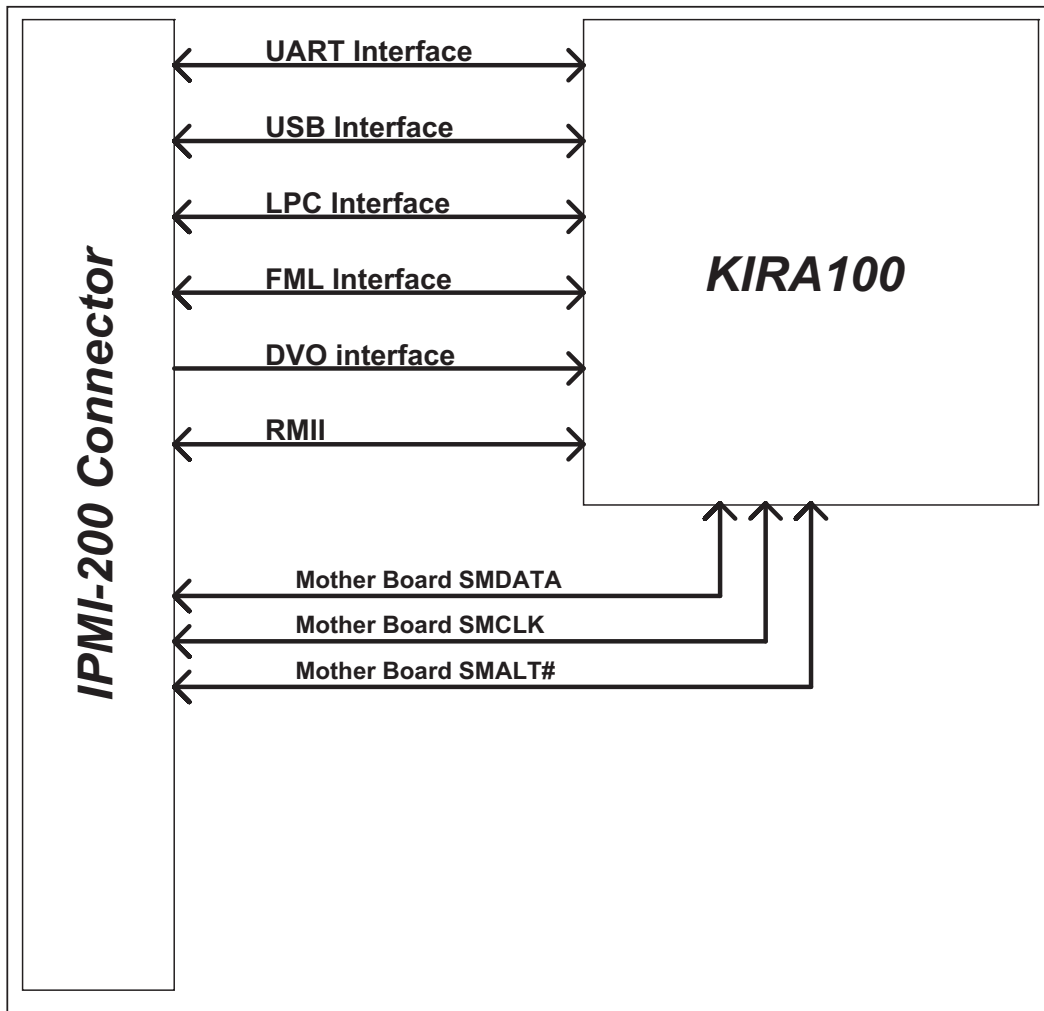 IPMI-200 Connector
UART Interface
USB Interface
LPC Interface
FML Interface
DVO interface
RMII
KIRA100
Mother Board SMDATA
Mother Board SMCLK
Mother Board SMALT#